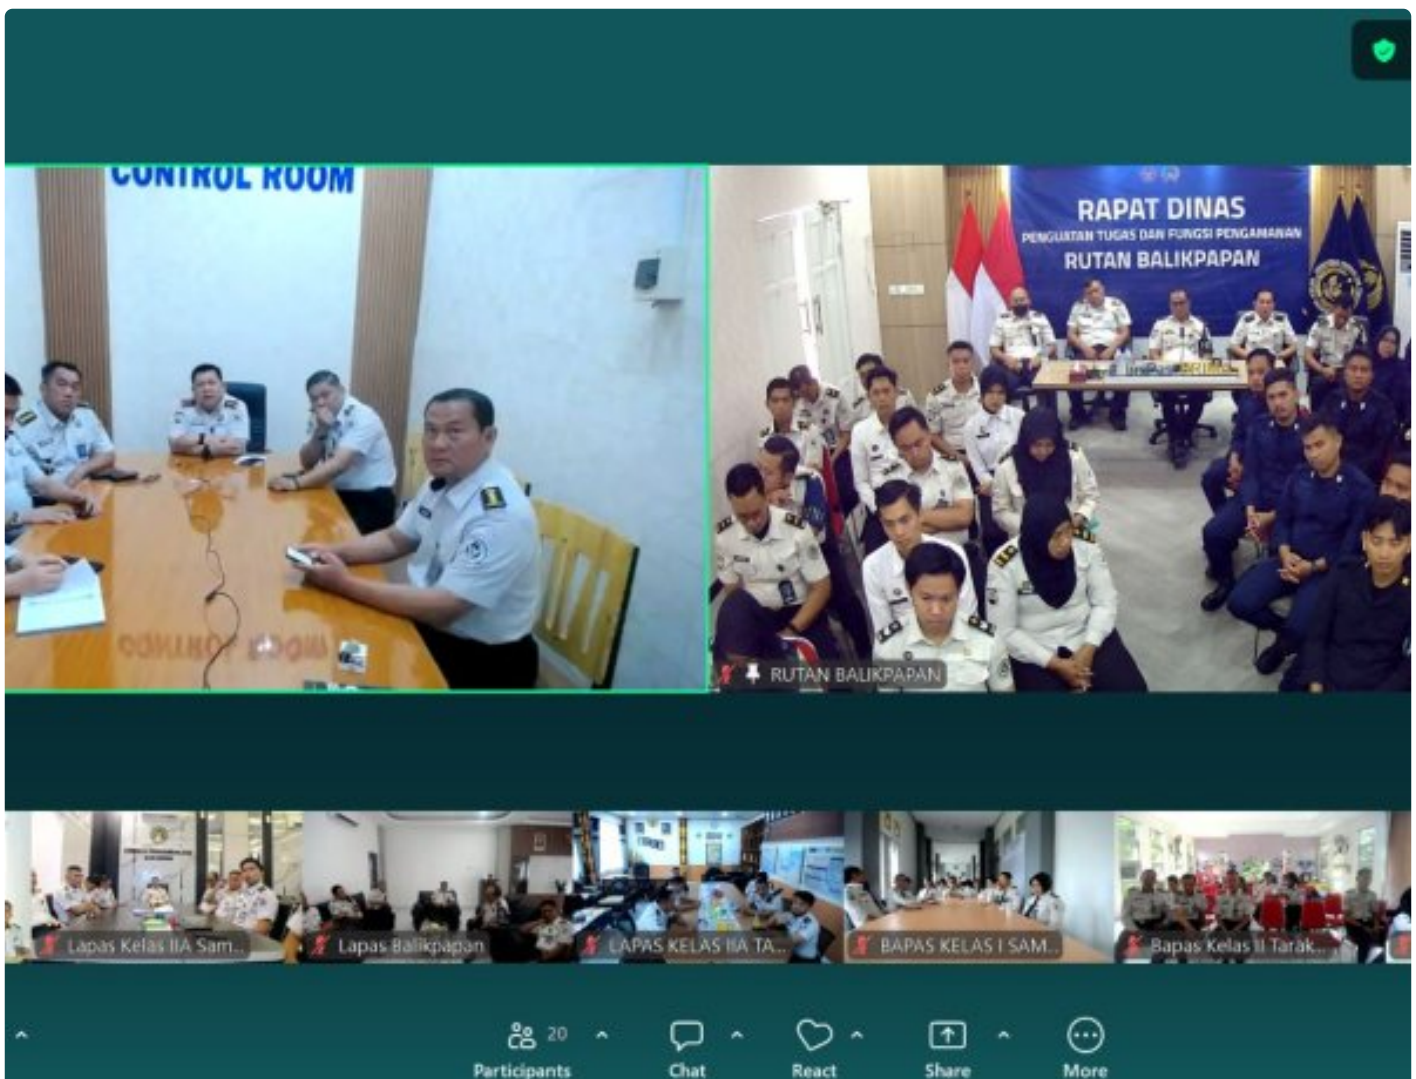 CONTROL ROOM
RAPAT DINAS
PENGUATAN TUGAS DAN FUNGSI PENGAMANAN
RUTAN BALIKPAPAN
RUTAN BALIKPAPAN
Lapas Kelas IIA Sam...
Lapas Balikpapan
LAPAS KELAS IIA TA...
BAPAS KELAS I SAM...
Bapas Kelas II Tarak...
20
Participants
Chat
React
Share
More